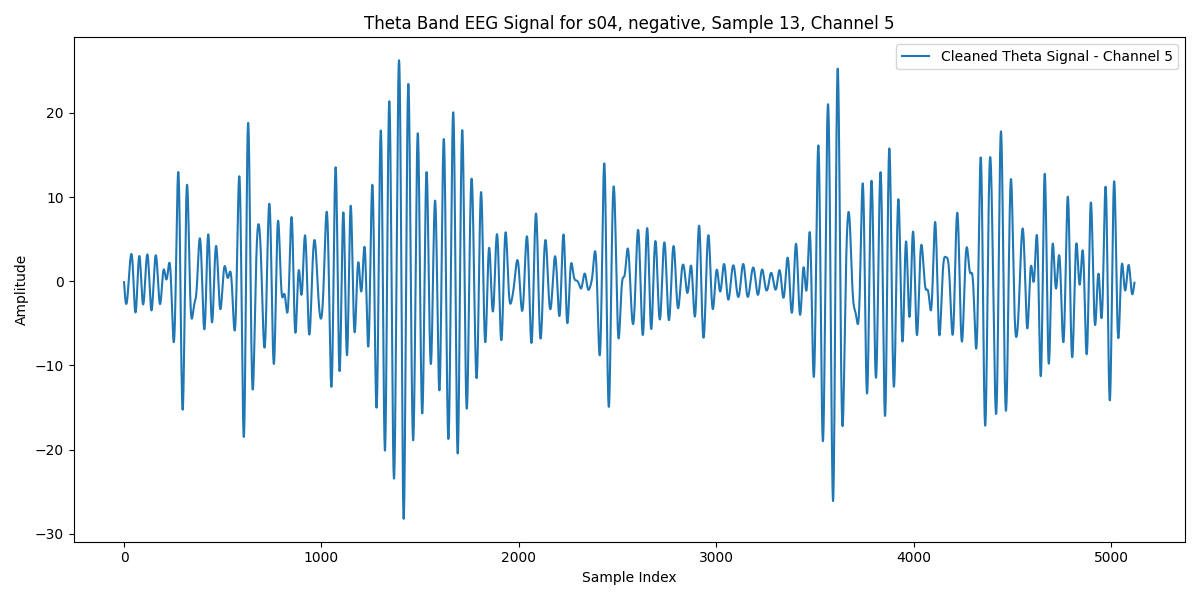 Theta Band EEG Signal for s04, negative, Sample 13, Channel 5
Cleaned Theta Signal - Channel 5
Amplitude
20
10
0
−10
−20
−30
0 1000 2000 3000 4000 5000
Sample Index